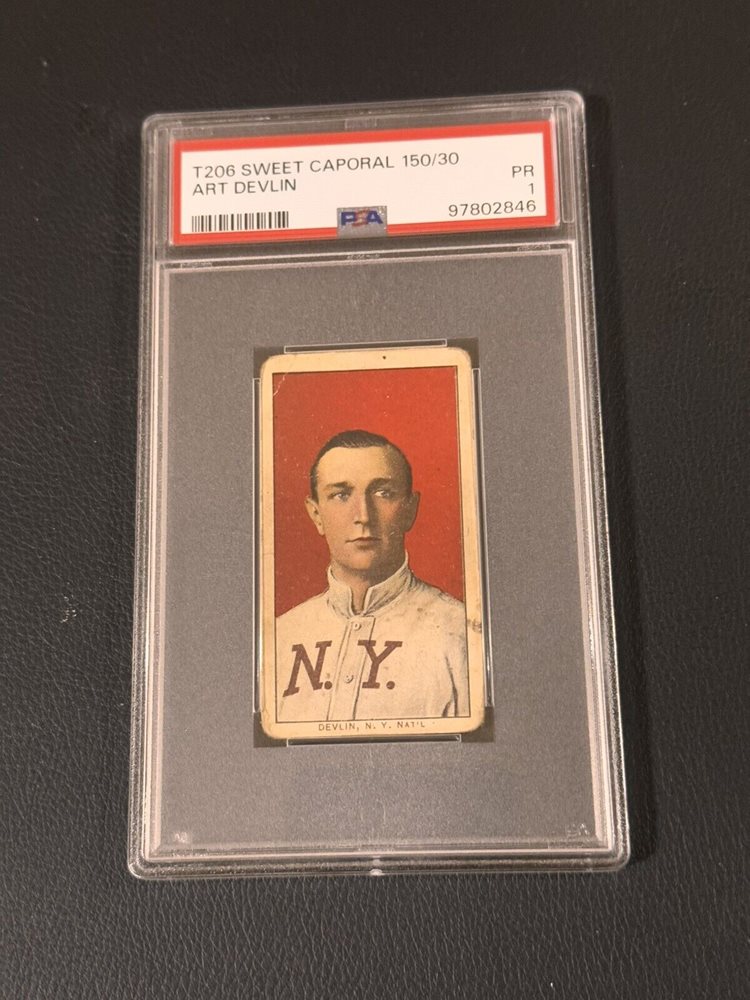 T206 SWEET CAPORAL 150/30
ART DEVLIN
PR
1
PSA
97802846
N. Y.
DEVLIN, N. Y. NAT'L